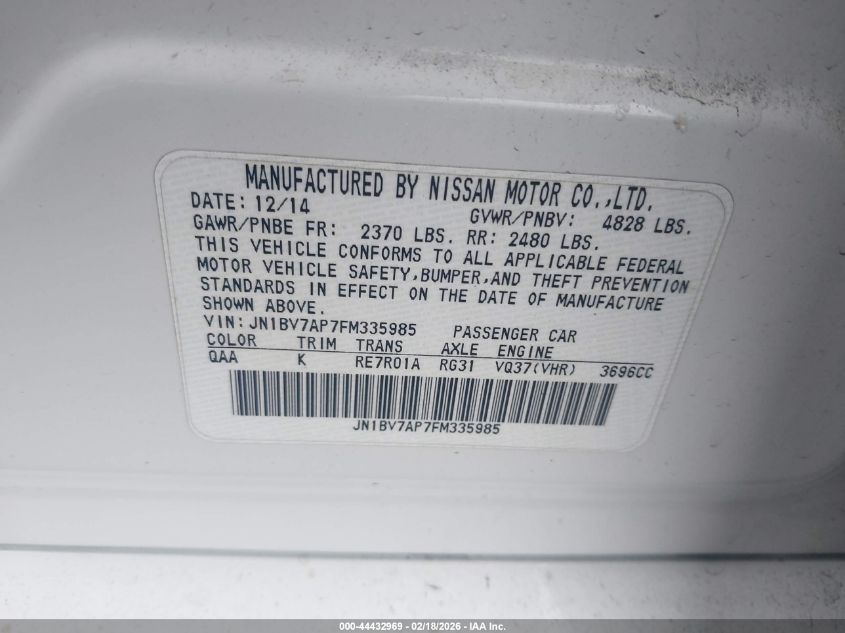 MANUFACTURED BY NISSAN MOTOR CO.,LTD.
DATE: 12/14 GVWR/PNBV: 4828 LBS.
GAWR/PNBE FR: 2370 LBS. RR: 2480 LBS.
THIS VEHICLE CONFORMS TO ALL APPLICABLE FEDERAL
MOTOR VEHICLE SAFETY,BUMPER,AND THEFT PREVENTION
STANDARDS IN EFFECT ON THE DATE OF MANUFACTURE
SHOWN ABOVE.
VIN: JN1BV7AP7FM335985 PASSENGER CAR
COLOR TRIM TRANS AXLE ENGINE
QAA K RE7R01A RG31 VQ37(VHR) 3696CC
JN1BV7AP7FM335985
000-44432969 - 02/18/2026 - IAA Inc.